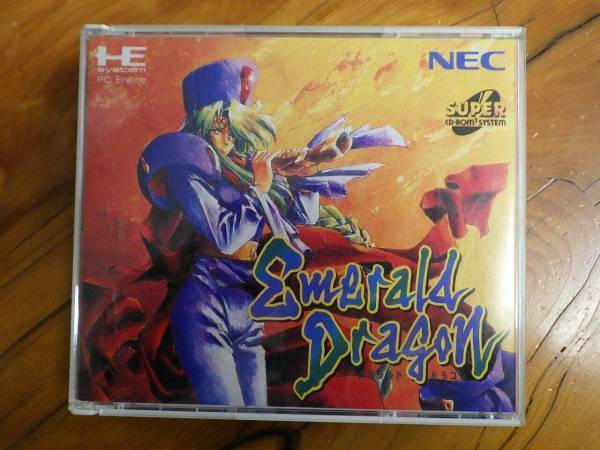 HE
system
PC Engine
NEC
SUPER
CD-ROM² SYSTEM
Emerald
Dragon